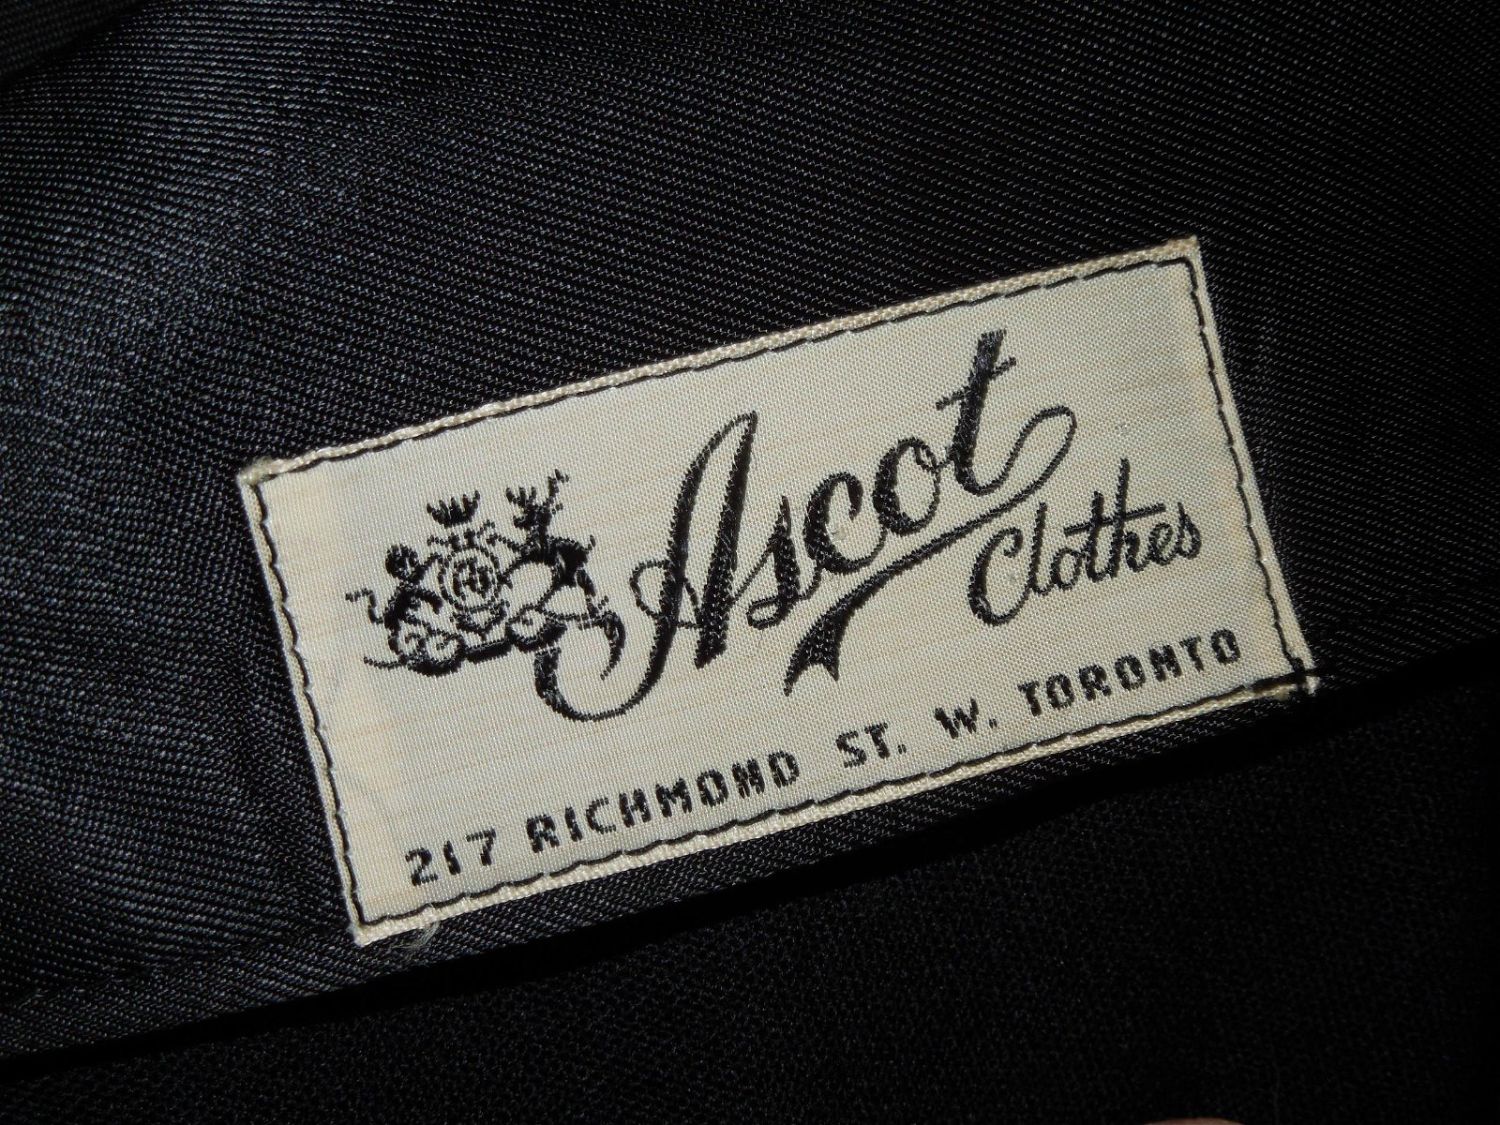 Ascot
Clothes
217 RICHMOND ST. W. TORONTO